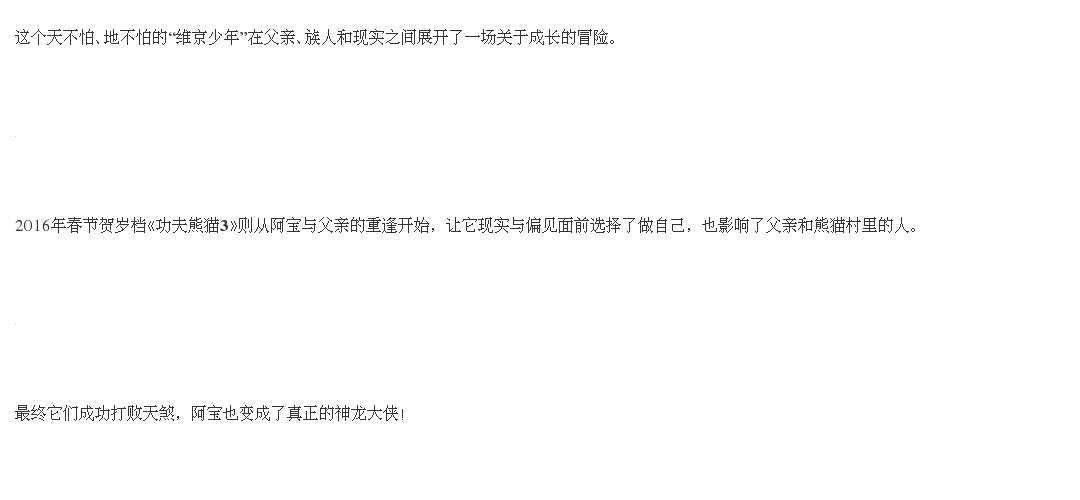 这个天不怕、地不怕的“维京少年”在父亲、族人和现实之间展开了一场关于成长的冒险。
2016年春节贺岁档《功夫熊猫3》则从阿宝与父亲的重逢开始，让它现实与偏见面前选择了做自己，也影响了父亲和熊猫村里的人。
最终它们成功打败天煞，阿宝也变成了真正的神龙大侠！